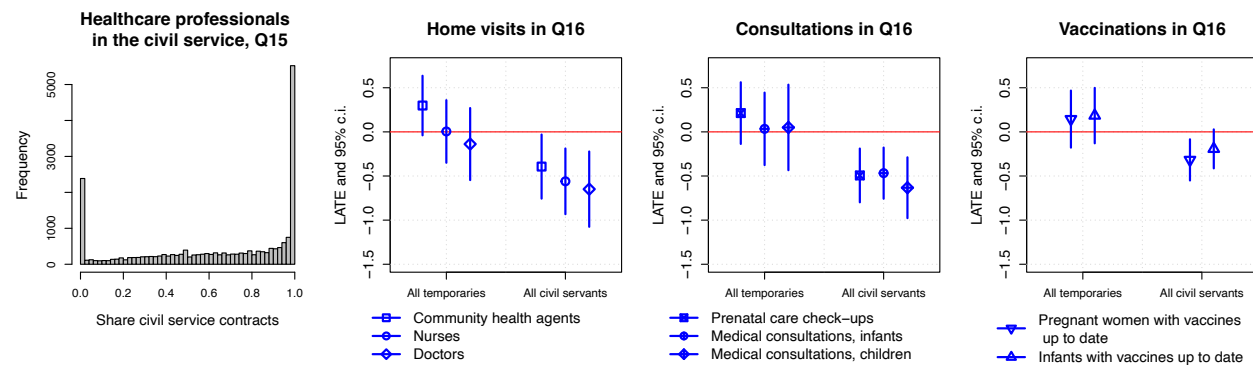 Healthcare professionals
in the civil service, Q15
Frequency
0
1000
3000
5000
0.0 0.2 0.4 0.6 0.8 1.0
Share civil service contracts
Home visits in Q16
LATE and 95% c.i.
0.5
0.0
−0.5
−1.0
−1.5
All temporaries All civil servants
Community health agents
Nurses
Doctors
Consultations in Q16
LATE and 95% c.i.
0.5
0.0
−0.5
−1.0
−1.5
All temporaries All civil servants
Prenatal care check−ups
Medical consultations, infants
Medical consultations, children
Vaccinations in Q16
LATE and 95% c.i.
0.5
0.0
−0.5
−1.0
−1.5
All temporaries All civil servants
Pregnant women with vaccines
up to date
Infants with vaccines up to date